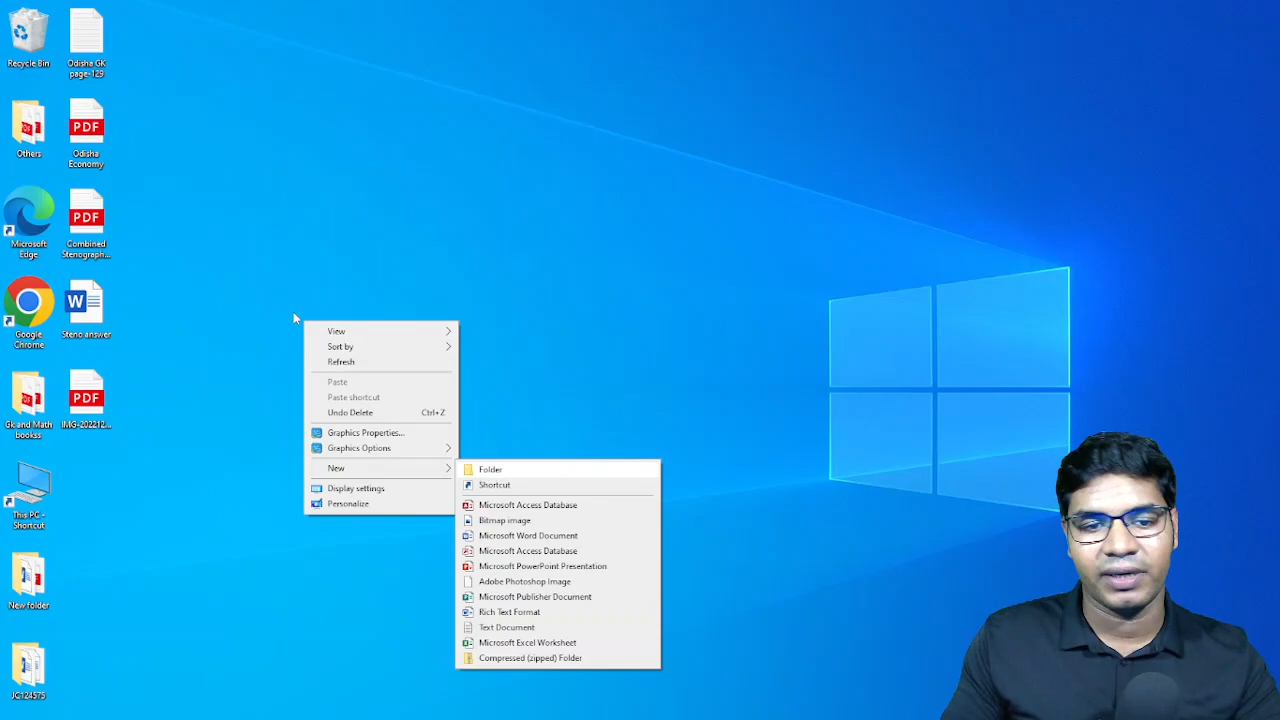 Recycle Bin
Odisha GK
page-129
Others
PDF
Odisha
Economy
Microsoft
Edge
PDF
Combined
Stenograph...
Google
Chrome
W
Steno answer
Gk and Math
bookss
PDF
IMG-202212...
This PC -
Shortcut
New folder
JC124575
View
Sort by
Refresh
Paste
Paste shortcut
Undo Delete Ctrl+Z
Graphics Properties...
Graphics Options
New
Display settings
Personalize
Folder
Shortcut
Microsoft Access Database
Bitmap image
Microsoft Word Document
Microsoft Access Database
Microsoft PowerPoint Presentation
Adobe Photoshop Image
Microsoft Publisher Document
Rich Text Format
Text Document
Microsoft Excel Worksheet
Compressed (zipped) Folder